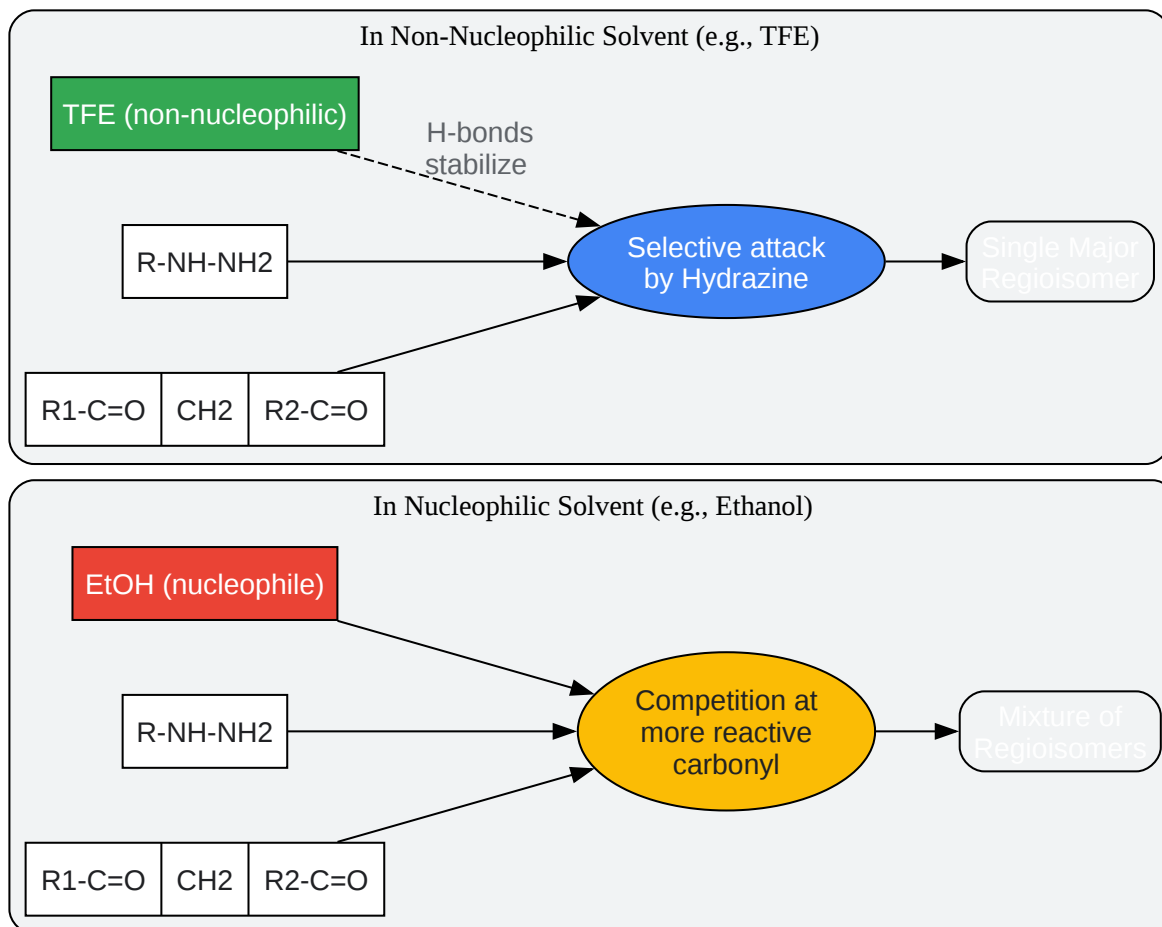 In Non-Nucleophilic Solvent (e.g., TFE)
TFE (non-nucleophilic)
H-bonds
stabilize
R-NH-NH2
Selective attack
by Hydrazine
Single Major
Regioisomer
R1-C=O
CH2
R2-C=O
In Nucleophilic Solvent (e.g., Ethanol)
EtOH (nucleophile)
R-NH-NH2
Competition at
more reactive
carbonyl
Mixture of
Regioisomers
R1-C=O
CH2
R2-C=O